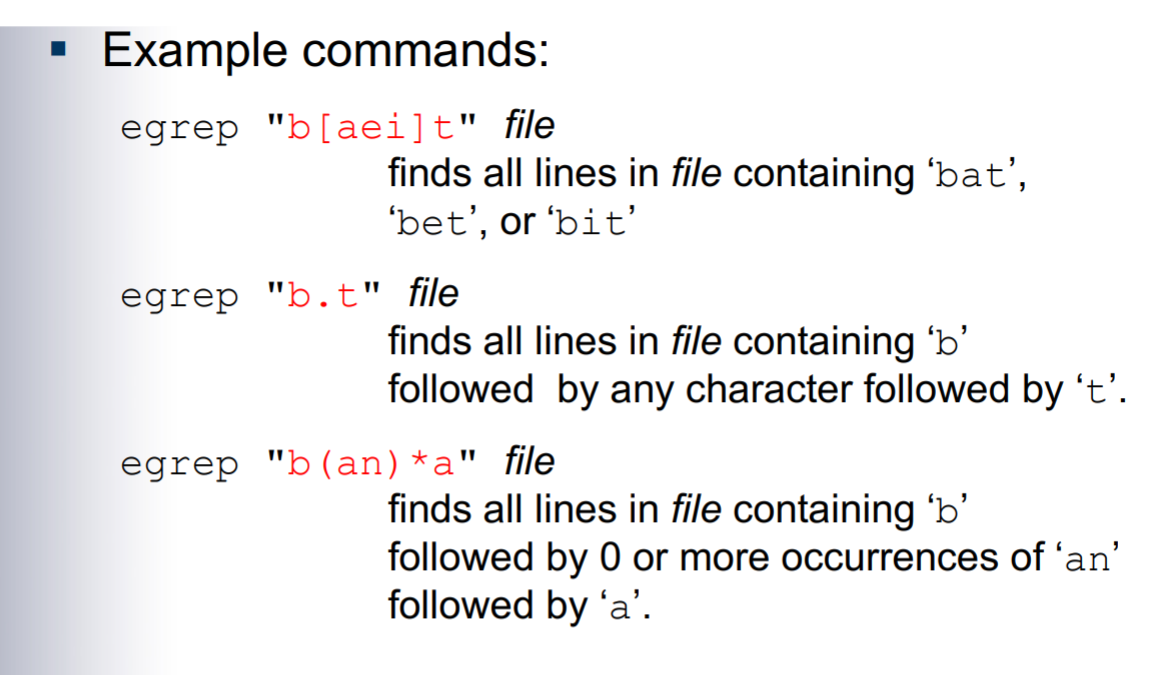 ▪ Example commands:
egrep "b[aei]t" file
finds all lines in file containing ‘bat’,
‘bet’, or ‘bit’
egrep "b.t" file
finds all lines in file containing ‘b’
followed  by any character followed by ‘t’.
egrep "b(an)*a" file
finds all lines in file containing ‘b’
followed by 0 or more occurrences of ‘an’
followed by ‘a’.